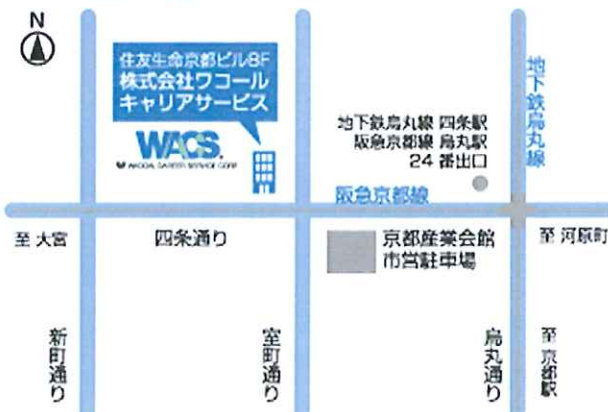 N
住友生命京都ビル8F
株式会社ワコール
キャリアサービス
WACS.
WACOAL CAREER SERVICE CORP.
地下鉄烏丸線 四条駅
阪急京都線 烏丸駅
24 番出口
地下鉄烏丸線
阪急京都線
至 大宮
四条通り
京都産業会館
市営駐車場
至 河原町
新町通り
室町通り
烏丸通り
至 京都駅